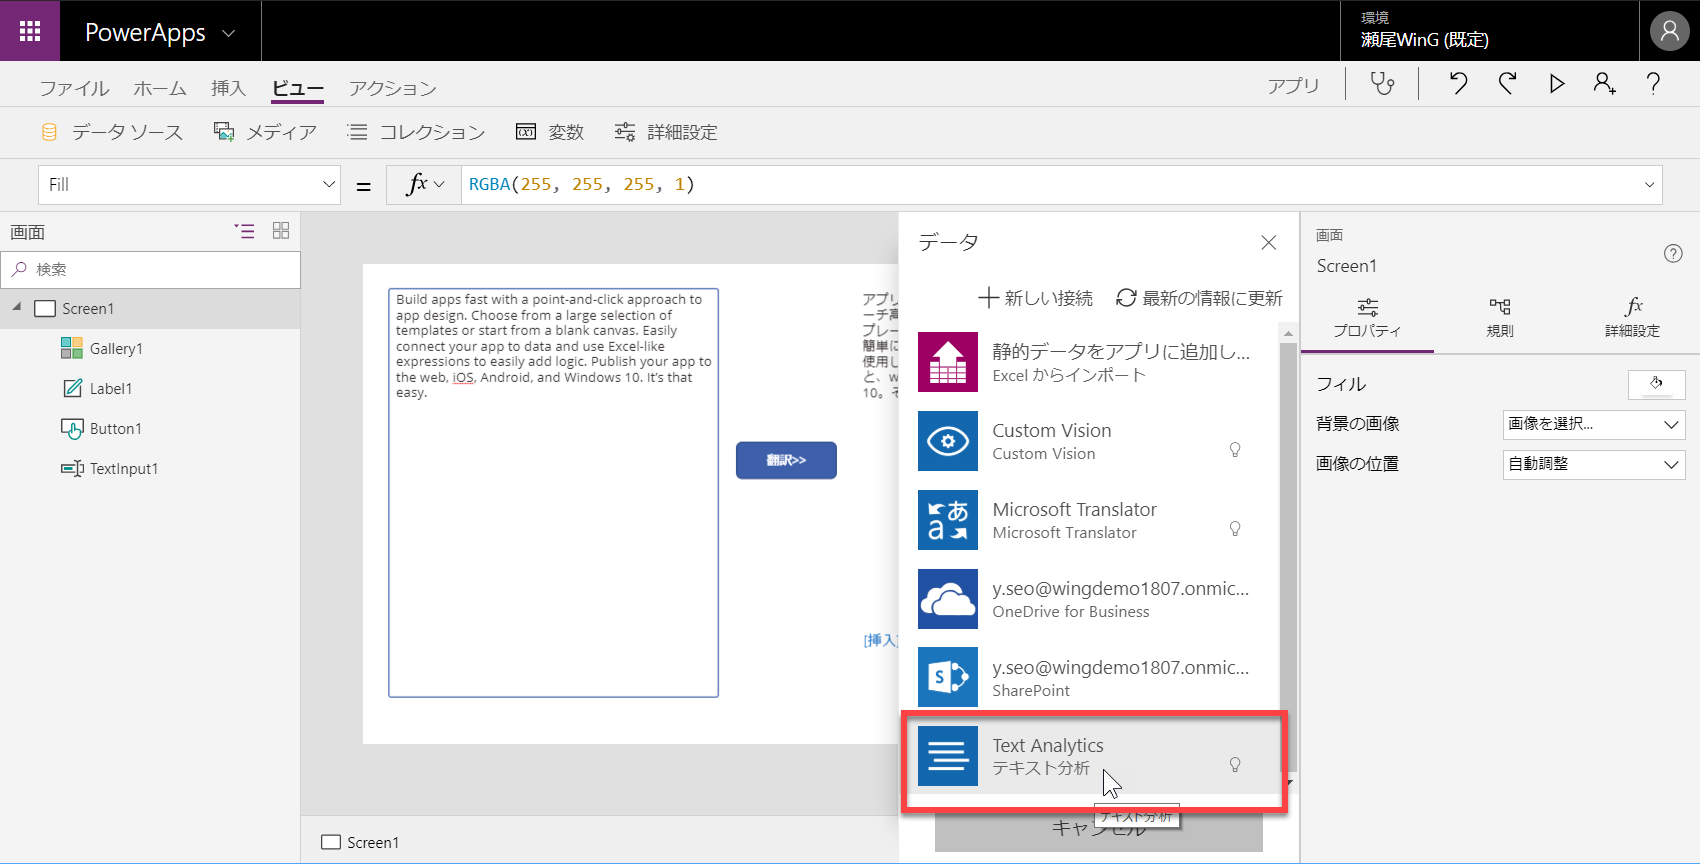 PowerApps
環境
瀬尾WinG (既定)
ファイル ホーム 挿入 ビュー アクション
アプリ
データ ソース メディア コレクション 変数 詳細設定
Fill
= fx RGBA(255, 255, 255, 1)
画面
検索
Screen1
Gallery1
Label1
Button1
TextInput1
Build apps fast with a point-and-click approach to
app design. Choose from a large selection of
templates or start from a blank canvas. Easily
connect your app to data and use Excel-like
expressions to easily add logic. Publish your app to
the web, iOS, Android, and Windows 10. It's that
easy.
翻訳>>
アプリ
ーチ高
プレー
簡単に
使用し
と、w
10。そ
[挿入]
Screen1
データ
新しい接続 最新の情報に更新
静的データをアプリに追加し...
Excel からインポート
Custom Vision
Custom Vision
あ
a
Microsoft Translator
Microsoft Translator
y.seo@wingdemo1807.onmic...
OneDrive for Business
S
y.seo@wingdemo1807.onmic...
SharePoint
Text Analytics
テキスト分析
テキスト分析
キャンセル
画面
Screen1
プロパティ 規則 fx 詳細設定
フィル
背景の画像 画像を選択...
画像の位置 自動調整